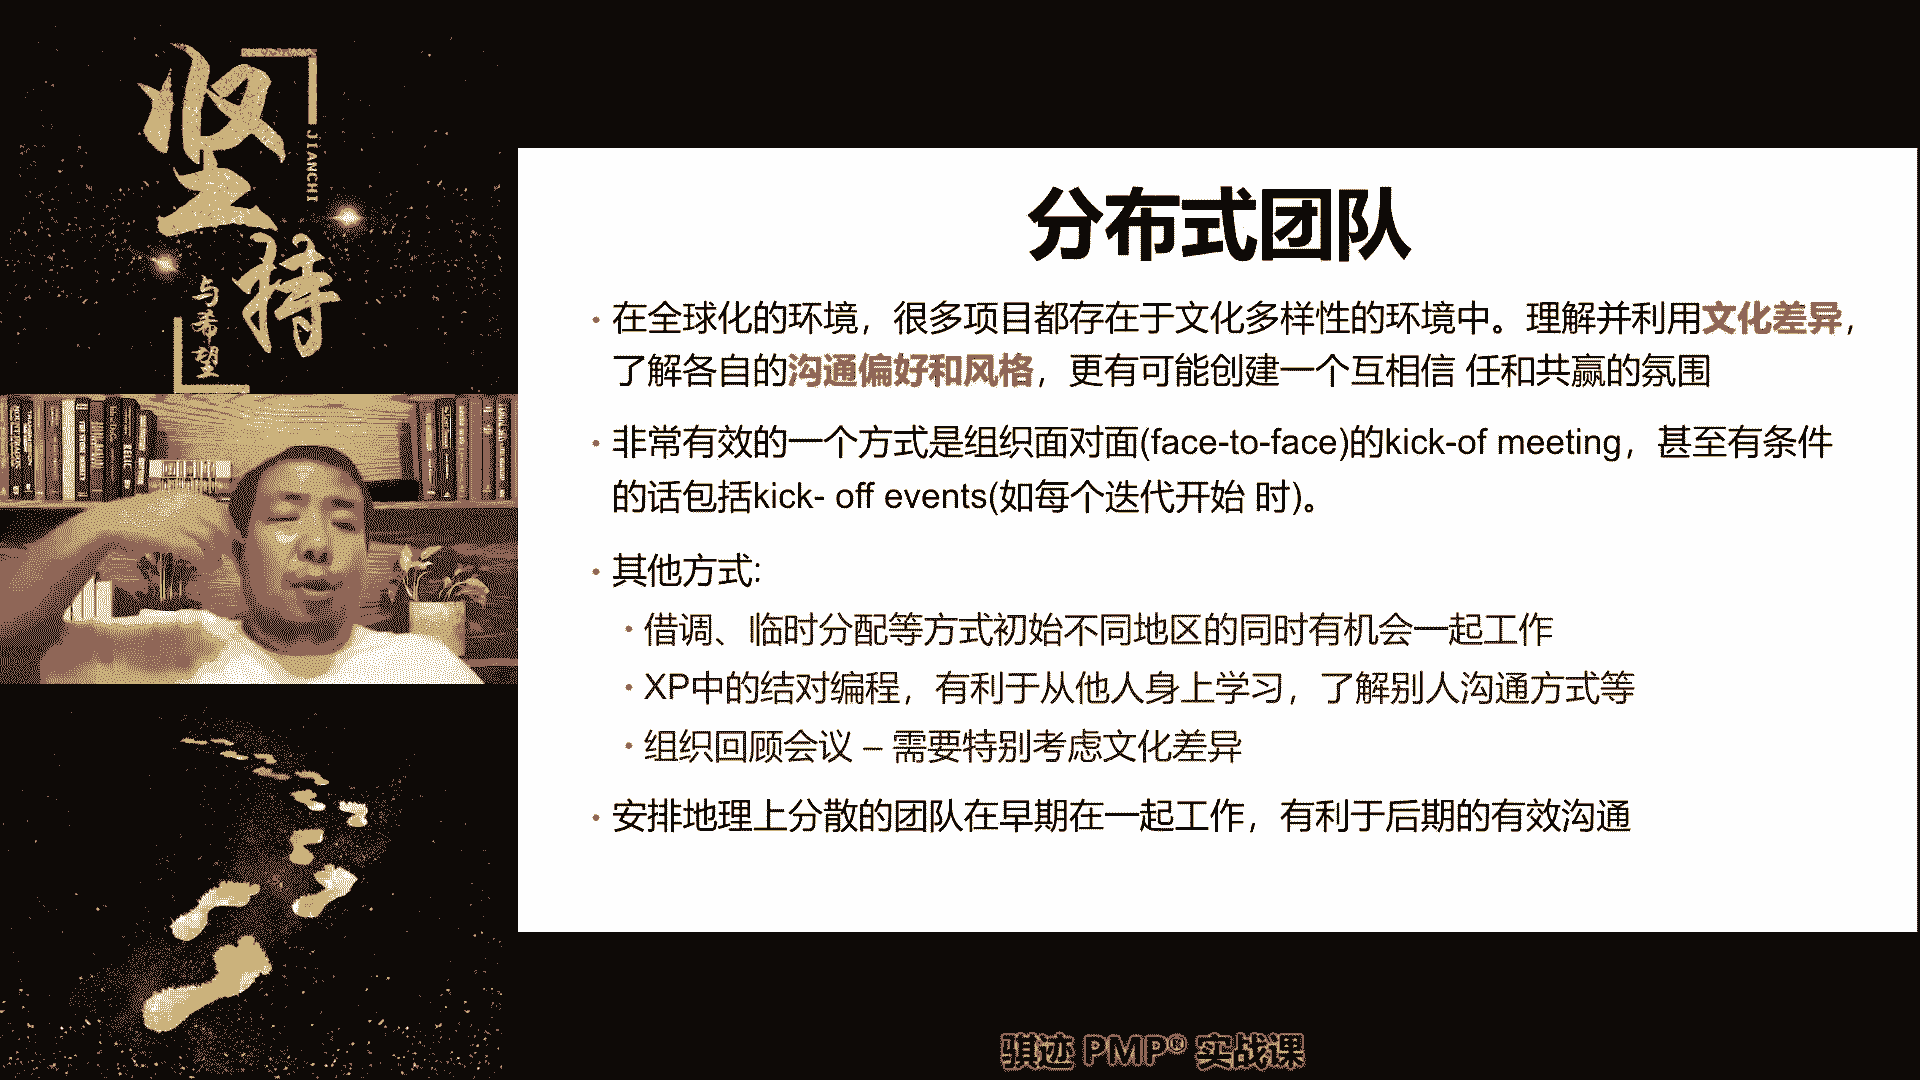 坚持
JIANCHI
与希望
分布式团队
• 在全球化的环境，很多项目都存在于文化多样性的环境中。理解并利用文化差异，
了解各自的沟通偏好和风格，更有可能创建一个互相信 任和共赢的氛围
• 非常有效的一个方式是组织面对面(face-to-face)的kick-of meeting，甚至有条件
的话包括kick- off events(如每个迭代开始 时)。
• 其他方式:
• 借调、临时分配等方式初始不同地区的同时有机会一起工作
• XP中的结对编程，有利于从他人身上学习，了解别人沟通方式等
• 组织回顾会议 – 需要特别考虑文化差异
• 安排地理上分散的团队在早期在一起工作，有利于后期的有效沟通
骐迹 PMP® 实战课